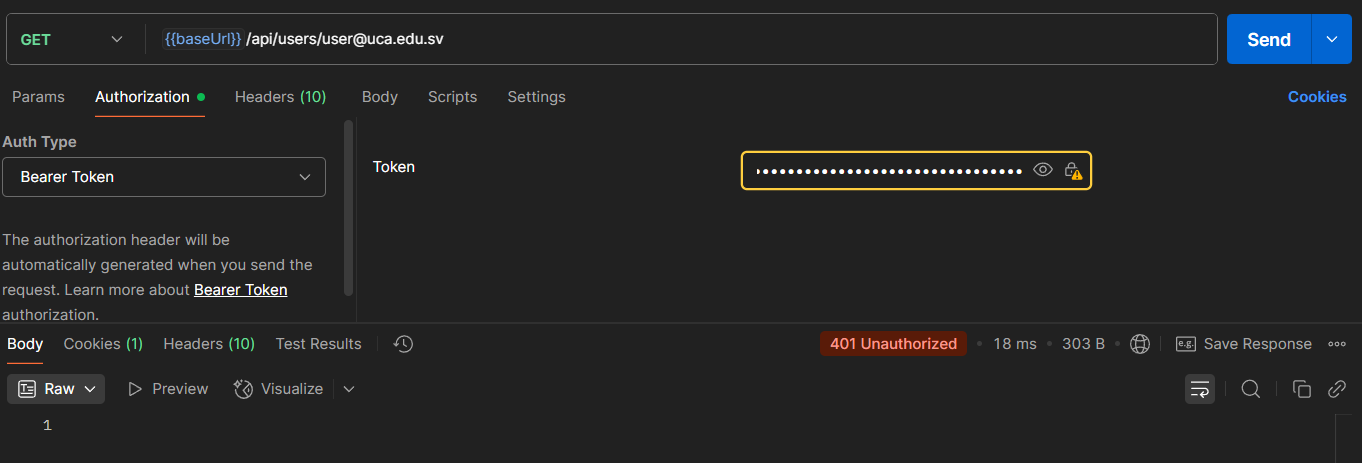 GET {{baseUrl}} /api/users/user@uca.edu.sv Send
Params Authorization Headers (10) Body Scripts Settings Cookies
Auth Type
Bearer Token
Token
The authorization header will be
automatically generated when you send the
request. Learn more about Bearer Token
authorization.
Body Cookies (1) Headers (10) Test Results 401 Unauthorized • 18 ms • 303 B • e.g. Save Response
Raw Preview Visualize
1